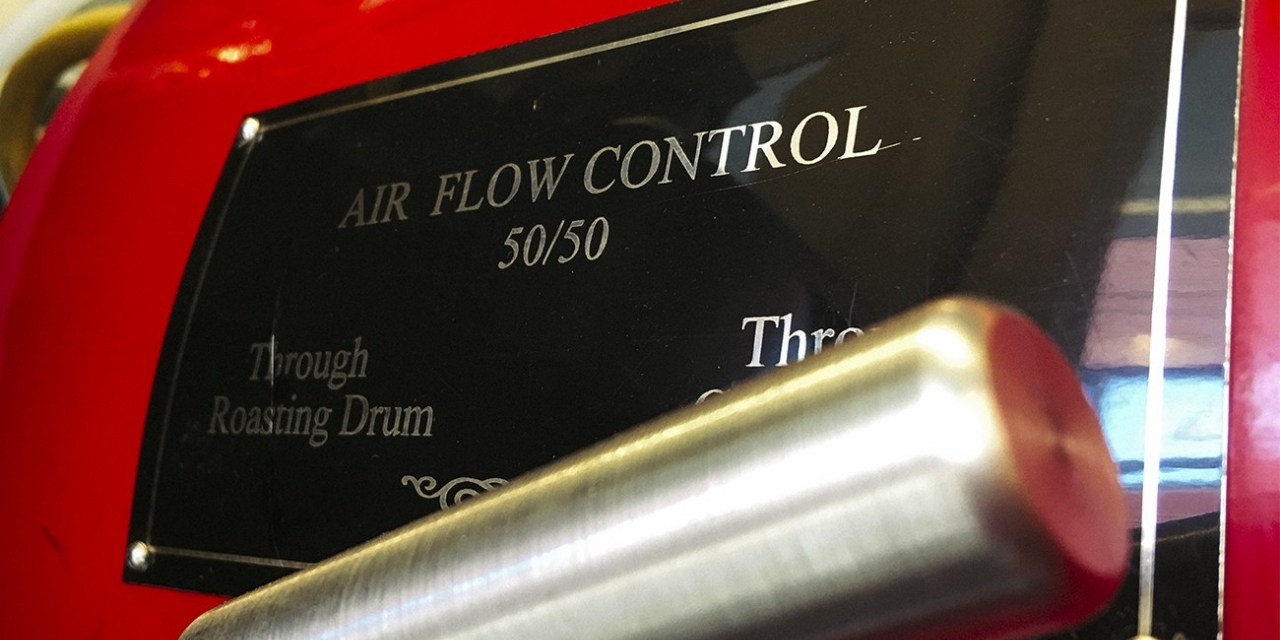 AIR FLOW CONTROL
50/50
Through
Roasting Drum